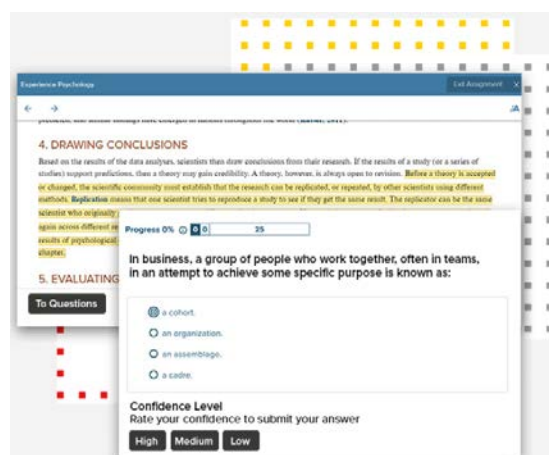 Experience Psychology
Exit Assignment X
4. DRAWING CONCLUSIONS
Based on the results of the data analyses, scientists then draw conclusions from their research. If the results of a study (or a series of
studies) support predictions, then a theory may gain credibility. A theory, however, is always open to revision. Before a theory is accepted
or changed, the scientific community must establish that the research can be replicated, or repeated, by other scientists using different
methods. Replication means that one scientist tries to reproduce a study to see if they get the same result. The replicator can be the same
scientist who originally
again across different re
results of psychological
chapter.
5. EVALUATING
To Questions
Progress 0% 0 0 25
In business, a group of people who work together, often in teams,
in an attempt to achieve some specific purpose is known as:
a cohort.
an organization.
an assemblage.
a cadre.
Confidence Level
Rate your confidence to submit your answer
High Medium Low